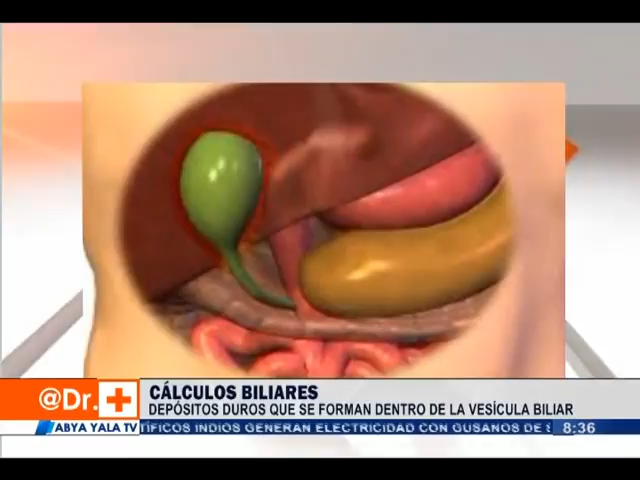 @Dr.
CÁLCULOS BILIARES
DEPÓSITOS DUROS QUE SE FORMAN DENTRO DE LA VESÍCULA BILIAR
ABYA YALA TV
INDIOS GENERAN ELECTRICIDAD CON GUSANOS DE
8:36